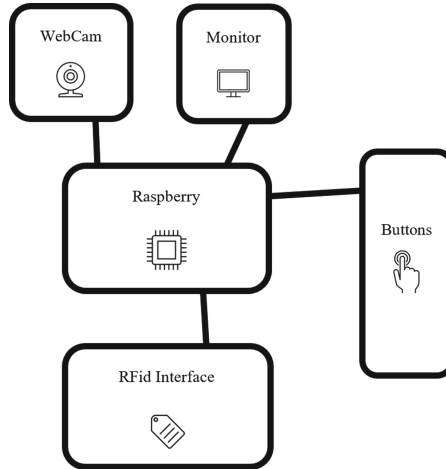 WebCam
Monitor
Raspberry
Buttons
RFid Interface